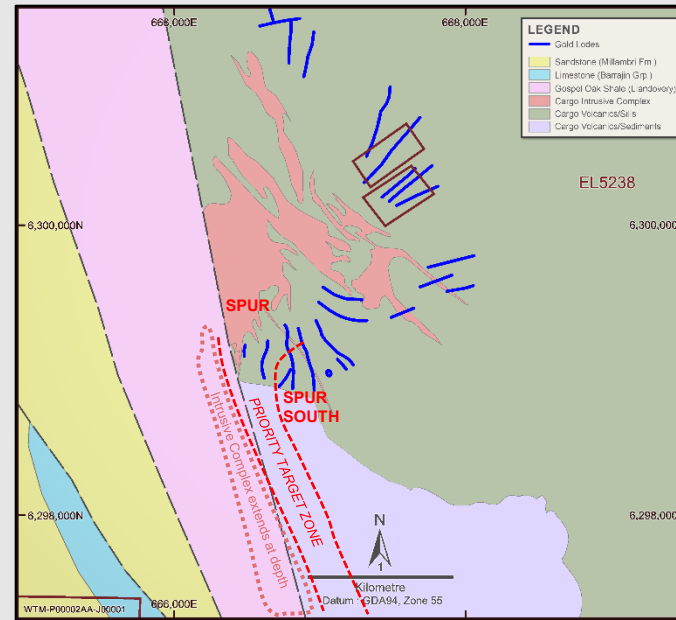 668,000E
668,000E
LEGEND
Gold Lodes
Sandstone (Millambri Fm.)
Limestone (Barrajin Grp.)
Gospel Oak Shale (Llandovery)
Cargo Intrusive Complex
Cargo Volcanics/Sills
Cargo Volcanics/Sediments
EL5238
6,300,000N
6,300,000N
SPUR
SPUR
SOUTH
PRIORITY TARGET ZONE
Intrusive Complex extends at depth
6,298,000N
6,298,000N
N
1
Kilometre
Datum : GDA94, Zone 55
666,000E
WTM-P00002AA-J00001